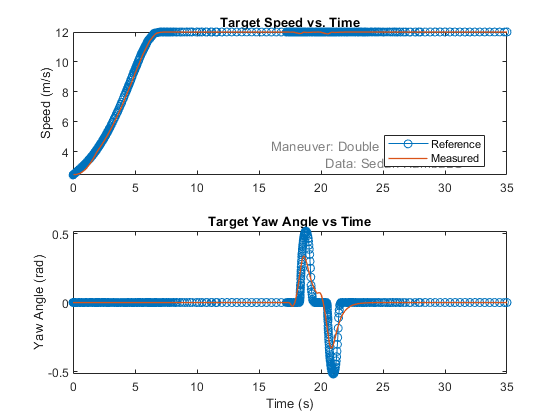 Target Speed vs. Time
12
10
8
6
4
Speed (m/s)
Maneuver: Double
Data: Sed
Reference
Measured
0 5 10 15 20 25 30 35
Target Yaw Angle vs Time
0.5
0
-0.5
Yaw Angle (rad)
0 5 10 15 20 25 30 35
Time (s)